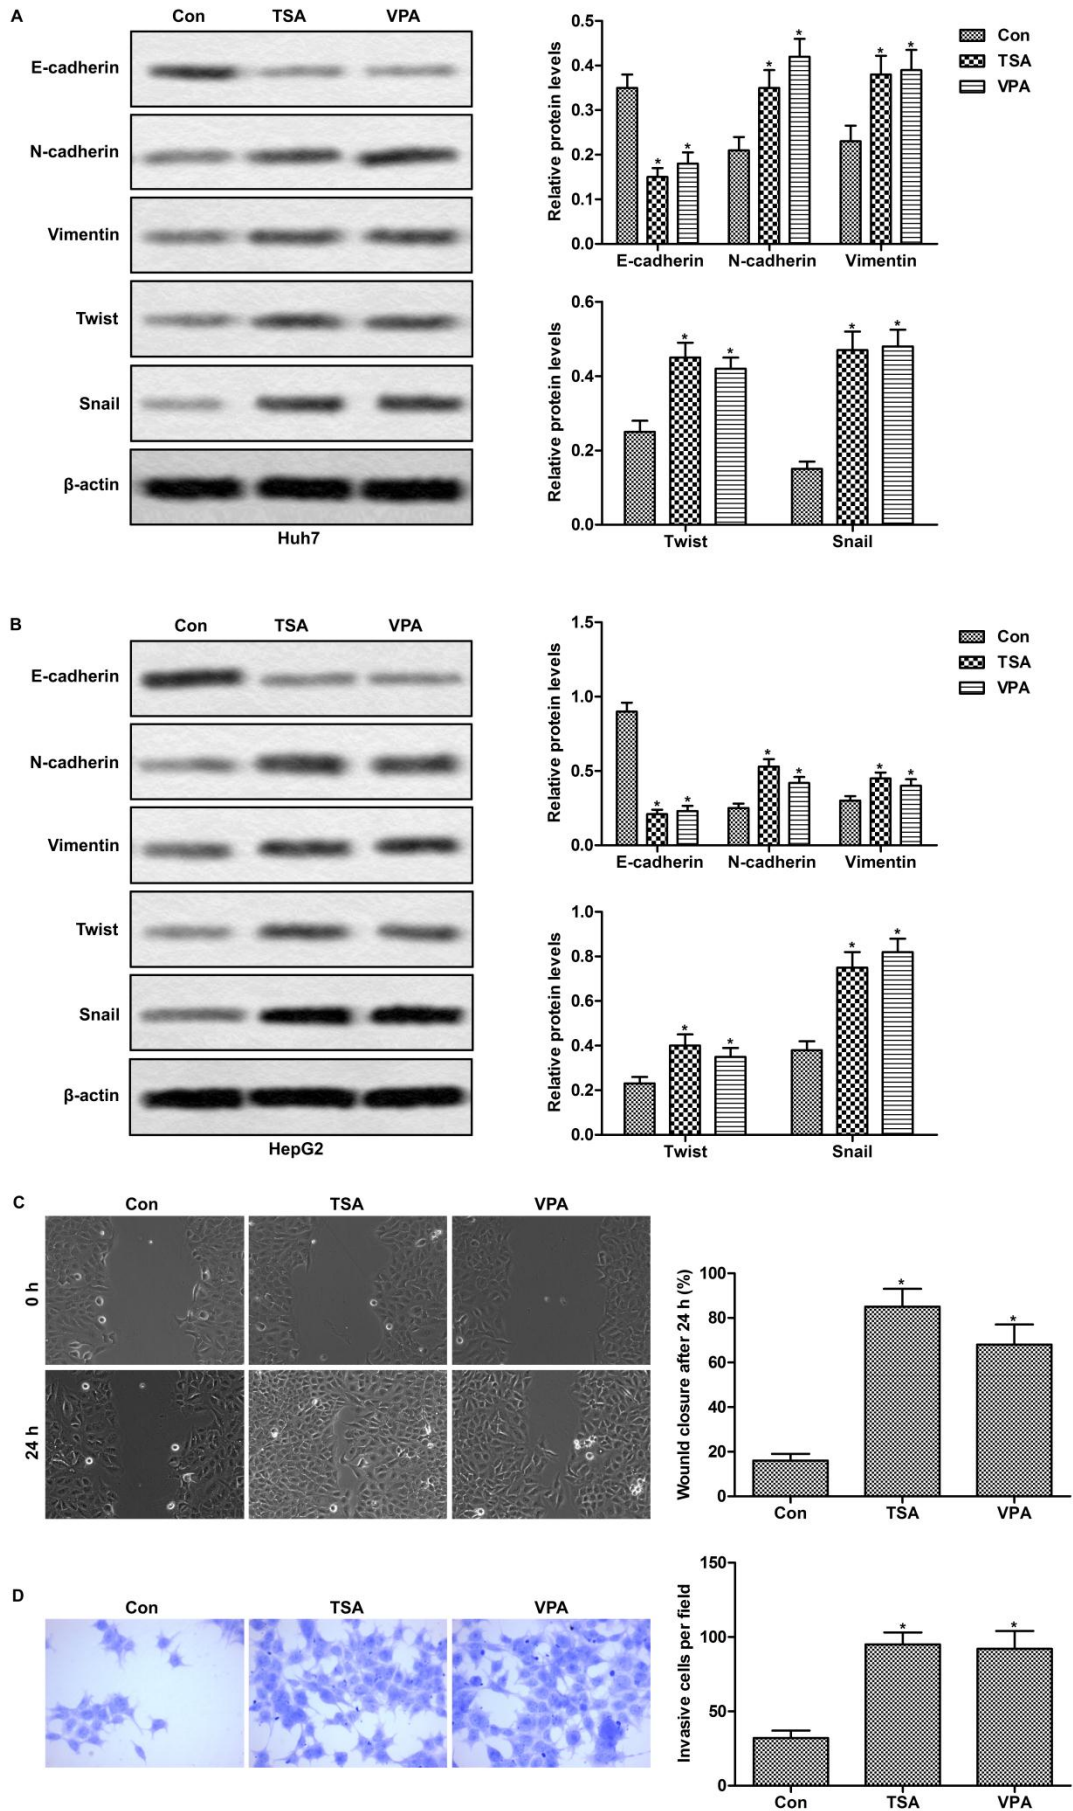 A
Con TSA VPA
E-cadherin
N-cadherin
Vimentin
Twist
Snail
β-actin
Huh7
Relative protein levels
0.5
0.4
0.3
0.2
0.1
0.0
* * * * * *
E-cadherin N-cadherin Vimentin
Con
TSA
VPA
Relative protein levels
0.6
0.4
0.2
0.0
* * * *
Twist Snail
B
Con TSA VPA
E-cadherin
N-cadherin
Vimentin
Twist
Snail
β-actin
HepG2
Relative protein levels
1.5
1.0
0.5
0.0
* * * * * *
E-cadherin N-cadherin Vimentin
Con
TSA
VPA
Relative protein levels
1.0
0.8
0.6
0.4
0.2
0.0
* * * *
Twist Snail
C
Con TSA VPA
0 h
24 h
Wounld closure after 24 h (%)
100
80
60
40
20
0
* *
Con TSA VPA
D
Con TSA VPA
Invasive cells per field
150
100
50
0
* *
Con TSA VPA